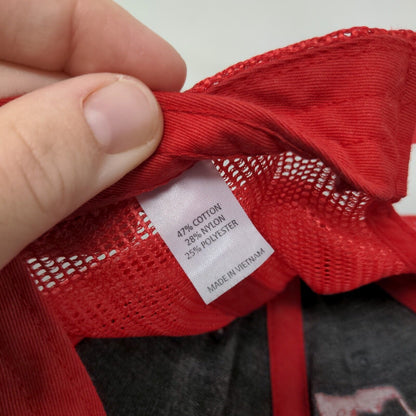 47% COTTON
28% NYLON
25% POLYESTER
MADE IN VIETNAM